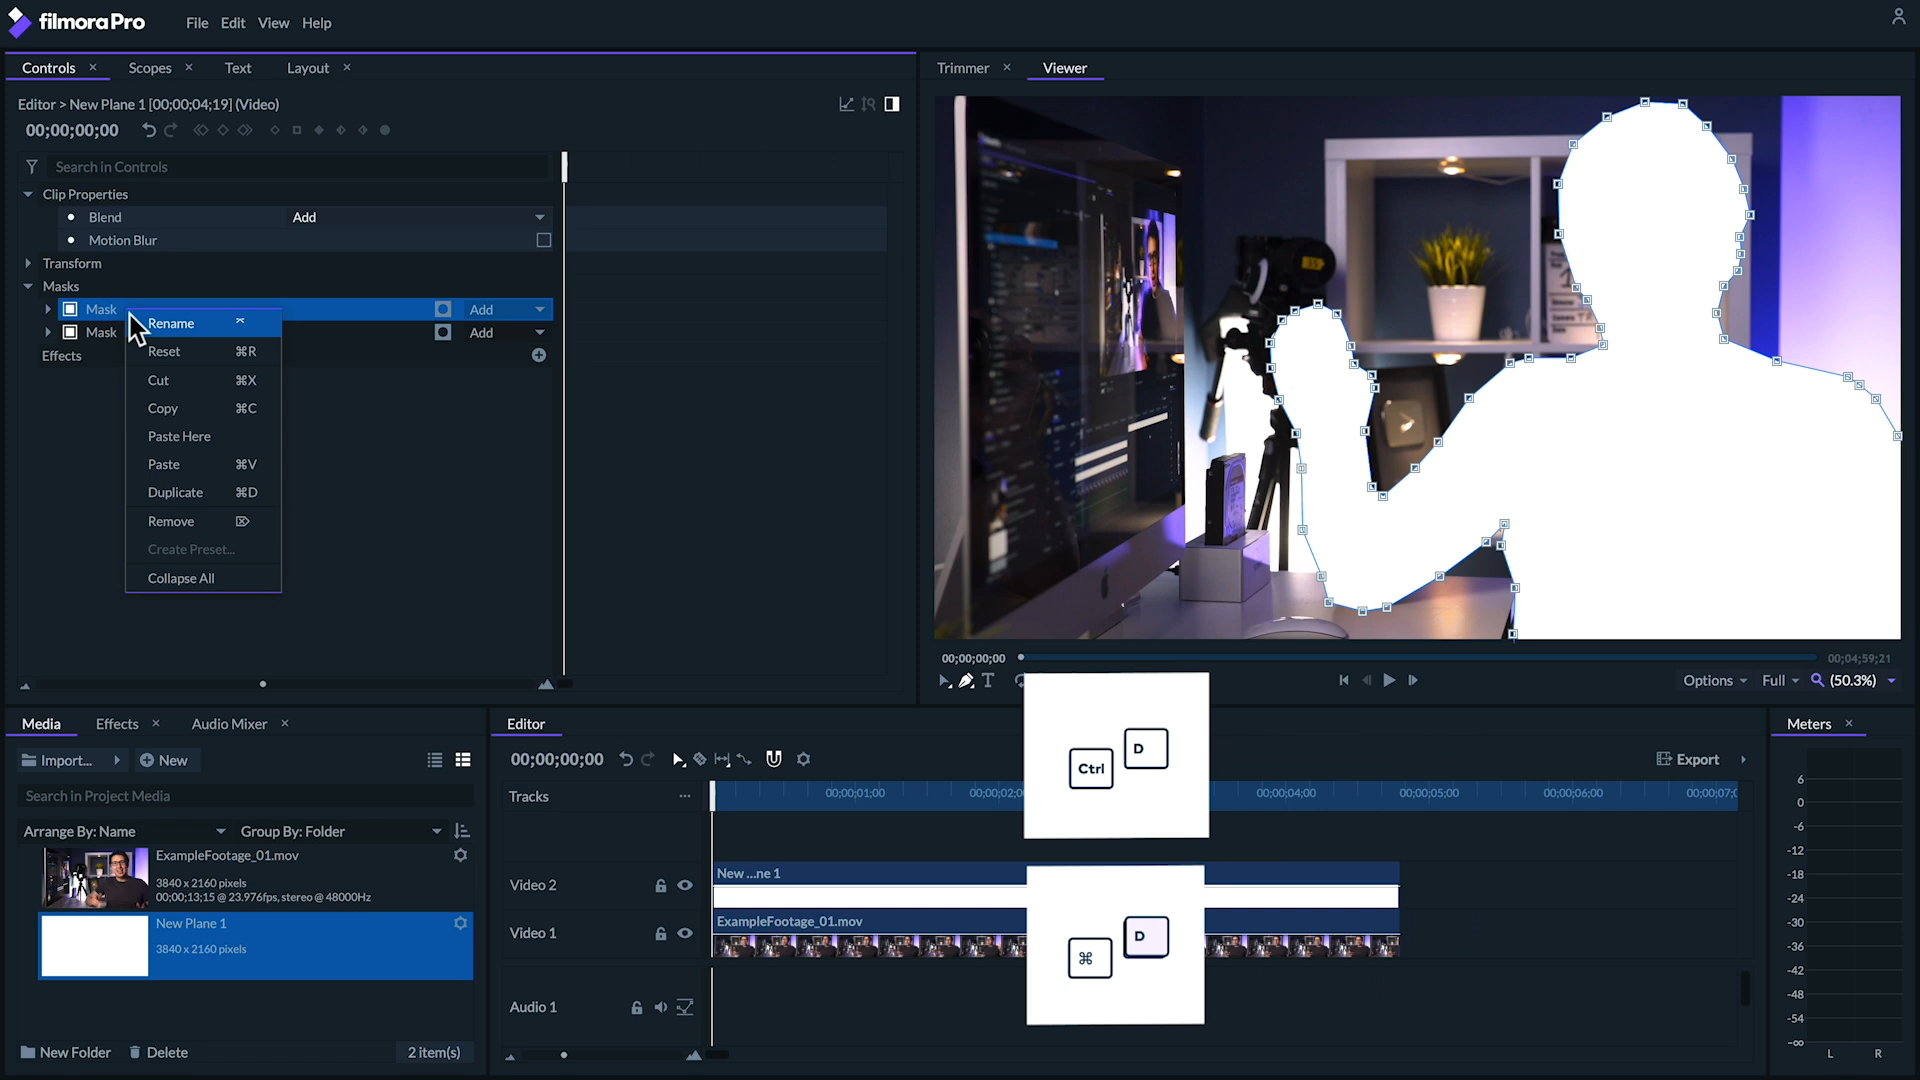 filmoraPro File Edit View Help
Controls × Scopes × Text Layout ×
Editor > New Plane 1 [00;00;04;19] (Video)
00;00;00;00
Search in Controls
Clip Properties
Blend Add
Motion Blur
Transform
Masks
Mask Add
Mask Add
Effects
Rename
Reset ⌘R
Cut ⌘X
Copy ⌘C
Paste Here
Paste ⌘V
Duplicate ⌘D
Remove
Create Preset...
Collapse All
Trimmer × Viewer
00;00;00;00 00;04;59;21
T Options Full (50.3%)
Media Effects × Audio Mixer ×
Import... New
Search in Project Media
Arrange By: Name Group By: Folder
ExampleFootage_01.mov
3840 x 2160 pixels
00;00;13;15 @ 23.976fps, stereo @ 48000Hz
New Plane 1
3840 x 2160 pixels
New Folder Delete 2 item(s)
Editor
00;00;00;00 Export
Tracks ... 00;00;01;00 00;00;02;0 00;00;04;00 00;00;05;00 00;00;06;00 00;00;07;0
Video 2 New ...ne 1
Video 1 ExampleFootage_01.mov
Audio 1
Ctrl D
⌘ D
Meters ×
6
0
-6
-12
-18
-24
-30
-36
-42
-48
-54
-∞
L R